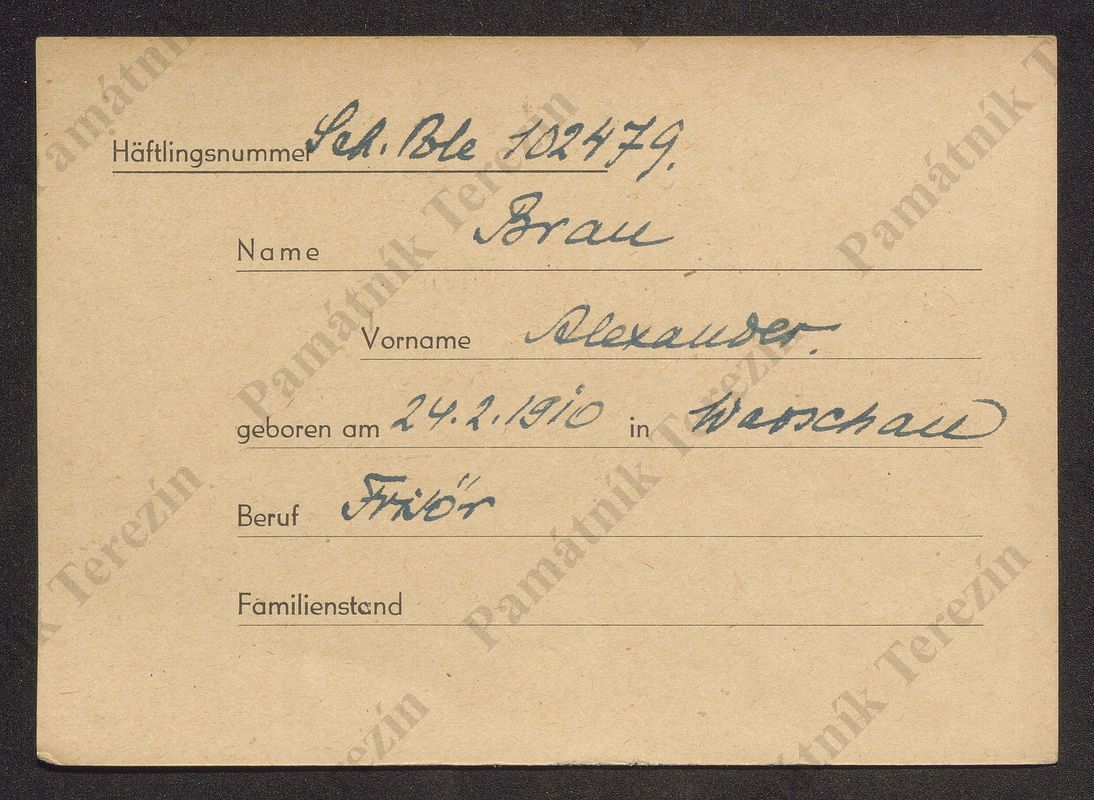 Häftlingsnummer Sch. Pole 102479.
Name Brau
Vorname Alexander.
geboren am 24.2.1910 in Warschau
Beruf Frisör
Familienstand
Památník Terezín